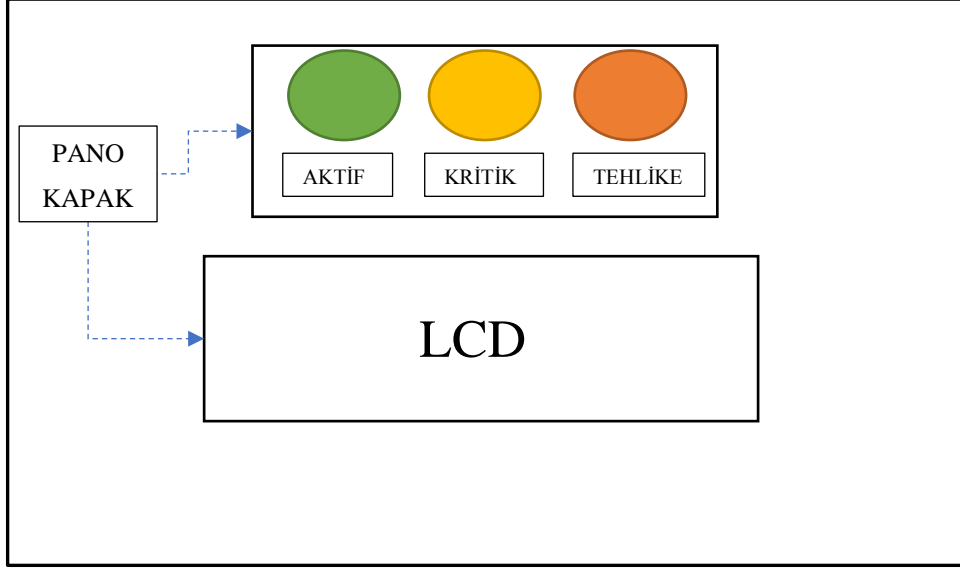 PANO
KAPAK
AKTİF
KRİTİK
TEHLİKE
LCD